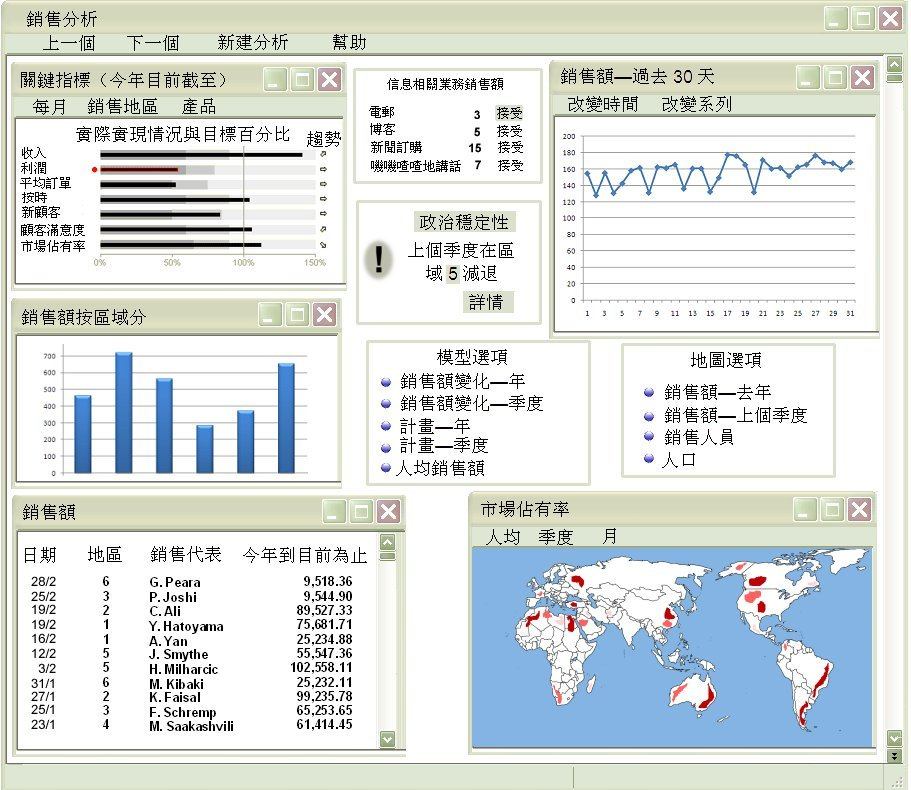 銷售分析
上一個 下一個 新建分析 幫助
關鍵指標（今年目前截至）
每月 銷售地區 產品
實際實現情況與目標百分比 趨勢
收入
利潤
平均訂單
按時
新顧客
顧客滿意度
市場佔有率
0% 50% 100% 150%
信息相關業務銷售額
電郵 3 接受
博客 5 接受
新聞訂購 15 接受
嘰嘰喳喳地講話 7 接受
政治穩定性
上個季度在區
域 5 減退
詳情
!
銷售額—過去 30 天
改變時間 改變系列
200
180
160
140
120
100
80
60
40
20
0
1 3 5 7 9 11 13 15 17 19 21 23 25 27 29 31
銷售額按區域分
700
600
500
400
300
200
100
0
模型選項
銷售額變化—年
銷售額變化—季度
計畫—年
計畫—季度
人均銷售額
地圖選項
銷售額—去年
銷售額—上個季度
銷售人員
人口
銷售額
日期 地區 銷售代表 今年到目前為止
28/2 6 G. Peara 9,518.36
25/2 3 P. Joshi 9,544.90
19/2 2 C. Ali 89,527.33
19/2 1 Y. Hatoyama 75,681.71
16/2 1 A. Yan 25,234.88
12/2 5 J. Smythe 55,547.36
3/2 5 H. Milharcic 102,558.11
31/1 6 M. Kibaki 25,232.11
27/1 2 K. Faisal 99,235.78
25/1 3 F. Schremp 65,253.65
23/1 4 M. Saakashvili 61,414.45
市場佔有率
人均 季度 月